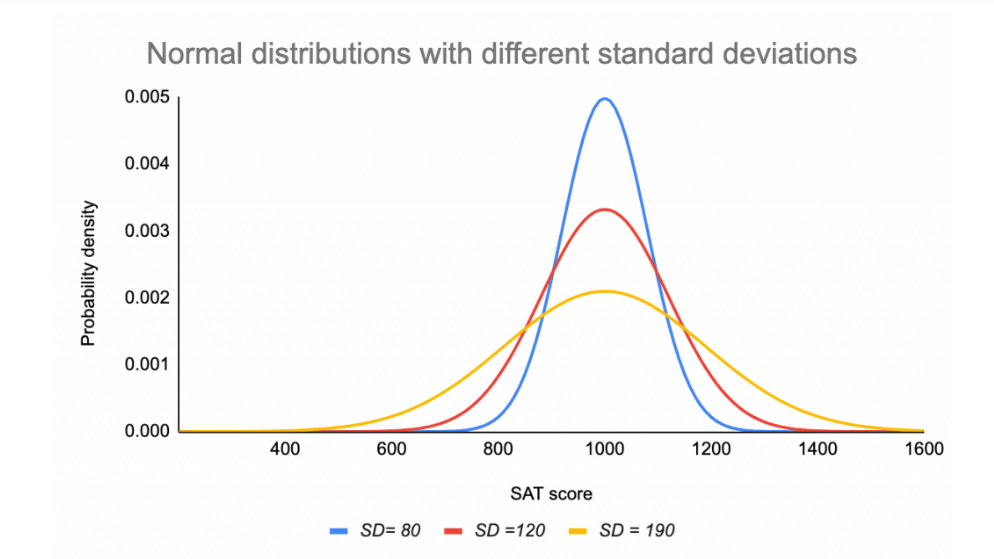 Normal distributions with different standard deviations
0.005
0.004
0.003
0.002
0.001
0.000
Probability density
400 600 800 1000 1200 1400 1600
SAT score
SD= 80 SD =120 SD = 190